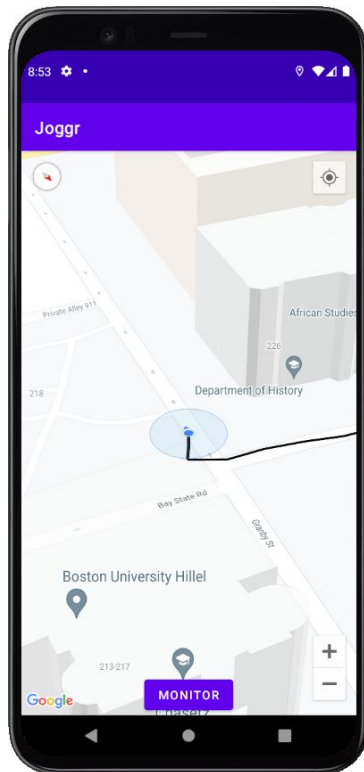 8:53
Joggr
Private Alley 911
African Studies
226
Department of History
218
Bay State Rd
Granby St
Boston University Hillel
213-217
Google
MONITOR